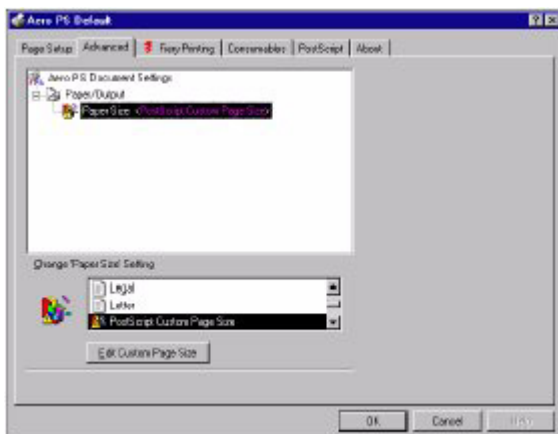 Aero PS Default
Page Setup Advanced Fiery Printing Consumables PostScript About
Aero PS Document Settings
Paper/Output
Paper Size <PostScript Custom Page Size>
Change 'Paper Size' Setting
Legal
Letter
PostScript Custom Page Size
Edit Custom Page Size
OK Cancel Help